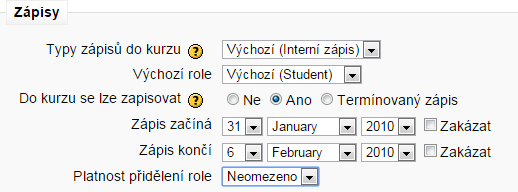 Zápisy
Typy zápisů do kurzu ? Výchozí (Interní zápis)
Výchozí role Výchozí (Student)
Do kurzu se lze zapisovat ? Ne Ano Termínovaný zápis
Zápis začíná 31 January 2010 Zakázat
Zápis končí 6 February 2010 Zakázat
Platnost přidělení role Neomezeno